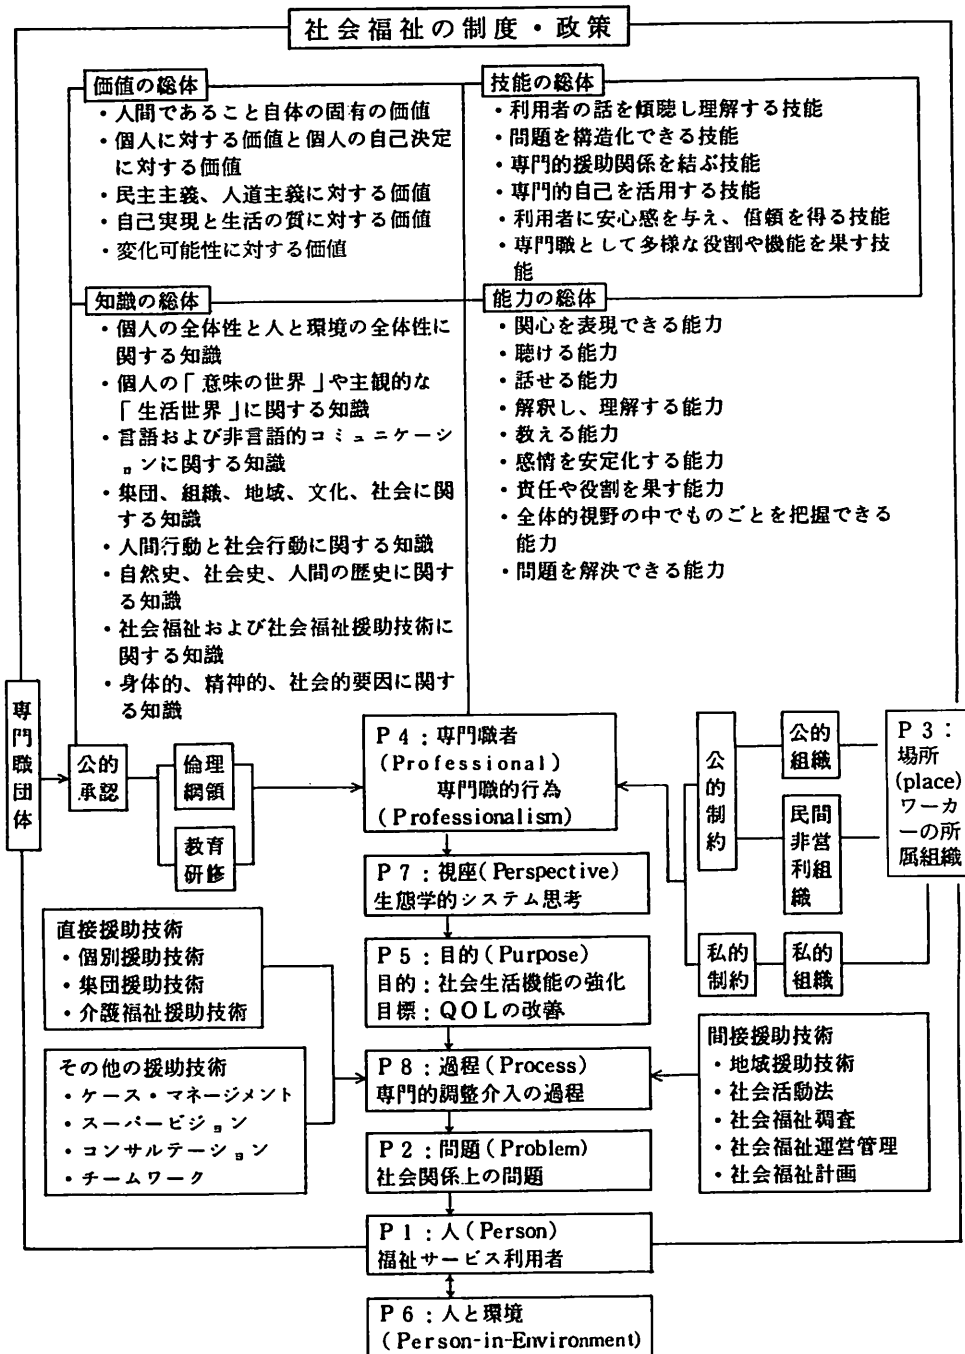 社会福祉の制度・政策
価値の総体
・人間であること自体の固有の価値
・個人に対する価値と個人の自己決定
に対する価値
・民主主義、人道主義に対する価値
・自己実現と生活の質に対する価値
・変化可能性に対する価値
技能の総体
・利用者の話を傾聴し理解する技能
・問題を構造化できる技能
・専門的援助関係を結ぶ技能
・専門的自己を活用する技能
・利用者に安心感を与え、信頼を得る技能
・専門職として多様な役割や機能を果す技
能
知識の総体
・個人の全体性と人と環境の全体性に
関する知識
・個人の「意味の世界」や主観的な
「生活世界」に関する知識
・言語および非言語的コミュニケーシ
ョンに関する知識
・集団、組織、地域、文化、社会に関
する知識
・人間行動と社会行動に関する知識
・自然史、社会史、人間の歴史に関す
る知識
・社会福祉および社会福祉援助技術に
関する知識
・身体的、精神的、社会的要因に関す
る知識
能力の総体
・関心を表現できる能力
・聴ける能力
・話せる能力
・解釈し、理解する能力
・教える能力
・感情を安定化する能力
・責任や役割を果す能力
・全体的視野の中でものごとを把握できる
能力
・問題を解決できる能力
専門職団体
公的
承認
倫理
綱領
教育
研修
P4：専門職者
(Professional)
専門職的行為
(Professionalism)
公的制約
公的
組織
民間
非営
利組
織
私的
制約
私的
組織
P3：
場所
(place)
ワーカ
ーの所
属組織
P7：視座(Perspective)
生態学的システム思考
P5：目的(Purpose)
目的：社会生活機能の強化
目標：QOLの改善
直接援助技術
・個別援助技術
・集団援助技術
・介護福祉援助技術
その他の援助技術
・ケース・マネージメント
・スーパービジョン
・コンサルテーション
・チームワーク
P8：過程(Process)
専門的調整介入の過程
間接援助技術
・地域援助技術
・社会活動法
・社会福祉調査
・社会福祉運営管理
・社会福祉計画
P2：問題(Problem)
社会関係上の問題
P1：人(Person)
福祉サービス利用者
P6：人と環境
(Person-in-Environment)